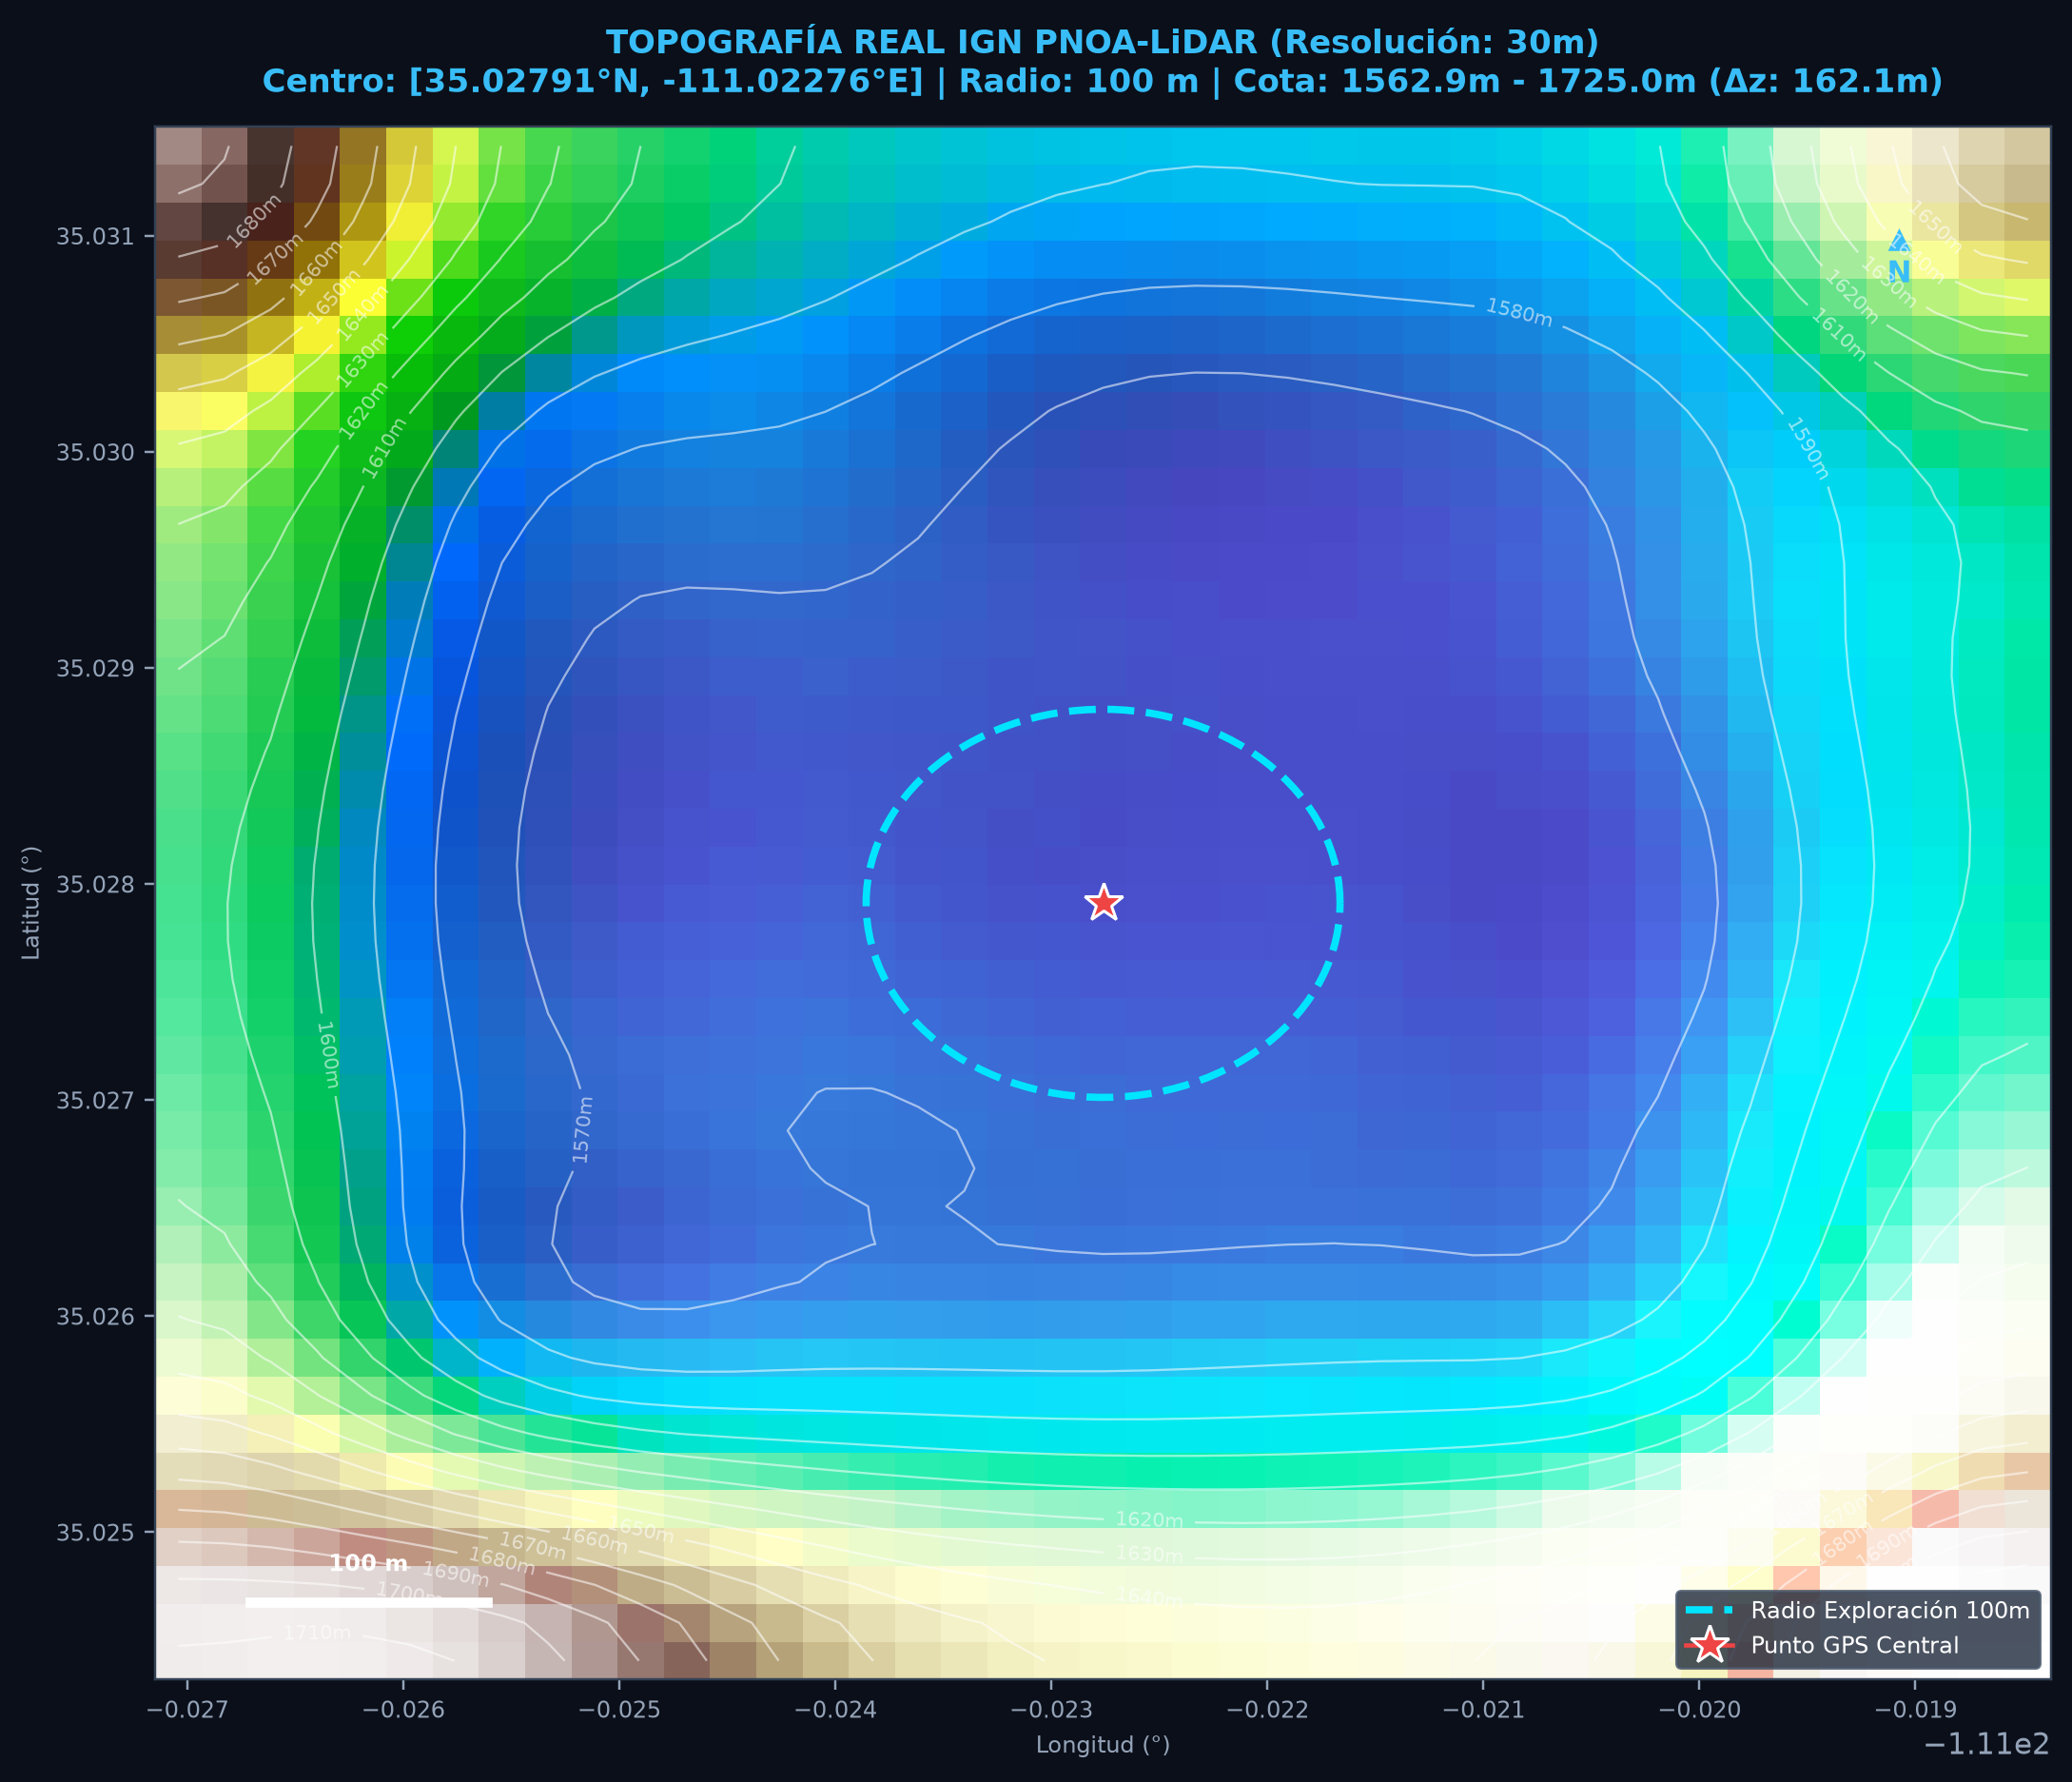 TOPOGRAFÍA REAL IGN PNOA-LiDAR (Resolución: 30m)
Centro: [35.02791°N, -111.02276°E] | Radio: 100 m | Cota: 1562.9m - 1725.0m (Δz: 162.1m)
1680m
1670m
1660m
1650m
1640m
1630m
1620m
1610m
1580m
1590m
1650m
1640m
1630m
1620m
1610m
N
1600m
1570m
1620m
1630m
1640m
1650m
1660m
1670m
1680m
1690m
1700m
1710m
1670m
1680m
1690m
100 m
Radio Exploración 100m
Punto GPS Central
35.031
35.030
35.029
35.028
35.027
35.026
35.025
Latitud (°)
−0.027
−0.026
−0.025
−0.024
−0.023
−0.022
−0.021
−0.020
−0.019
Longitud (°)
−1.11e2